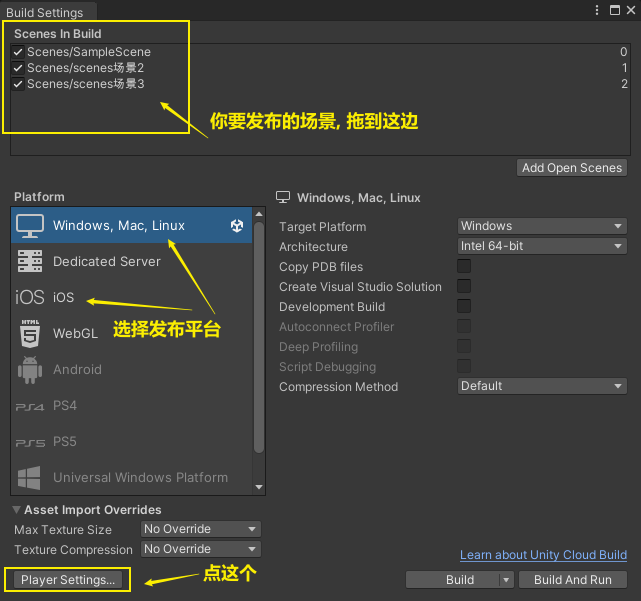 Build Settings
Scenes In Build
Scenes/SampleScene 0
Scenes/scenes场景2 1
Scenes/scenes场景3 2
你要发布的场景, 拖到这边
Add Open Scenes
Platform
Windows, Mac, Linux
Dedicated Server
iOS iOS
HTML 5 WebGL
选择发布平台
Android
PS4 PS4
PS5 PS5
Universal Windows Platform
Windows, Mac, Linux
Target Platform Windows
Architecture Intel 64-bit
Copy PDB files
Create Visual Studio Solution
Development Build
Autoconnect Profiler
Deep Profiling
Script Debugging
Compression Method Default
Asset Import Overrides
Max Texture Size No Override
Texture Compression No Override
Learn about Unity Cloud Build
Player Settings...
点这个
Build
Build And Run